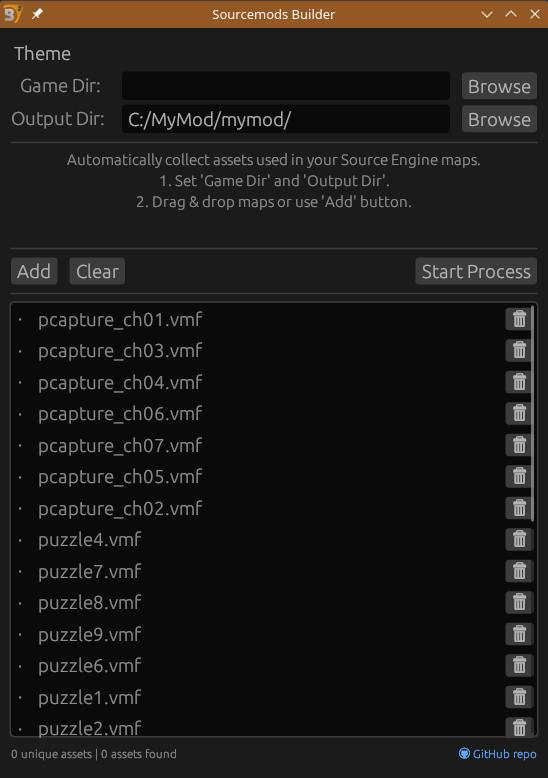 Sourcemods Builder
Theme
Game Dir:
Browse
Output Dir: C:/MyMod/mymod/ Browse
Automatically collect assets used in your Source Engine maps.
1. Set 'Game Dir' and 'Output Dir'.
2. Drag & drop maps or use 'Add' button.
Add Clear Start Process
· pcapture_ch01.vmf
· pcapture_ch03.vmf
· pcapture_ch04.vmf
· pcapture_ch06.vmf
· pcapture_ch07.vmf
· pcapture_ch05.vmf
· pcapture_ch02.vmf
· puzzle4.vmf
· puzzle7.vmf
· puzzle8.vmf
· puzzle9.vmf
· puzzle6.vmf
· puzzle1.vmf
· puzzle2.vmf
0 unique assets | 0 assets found GitHub repo